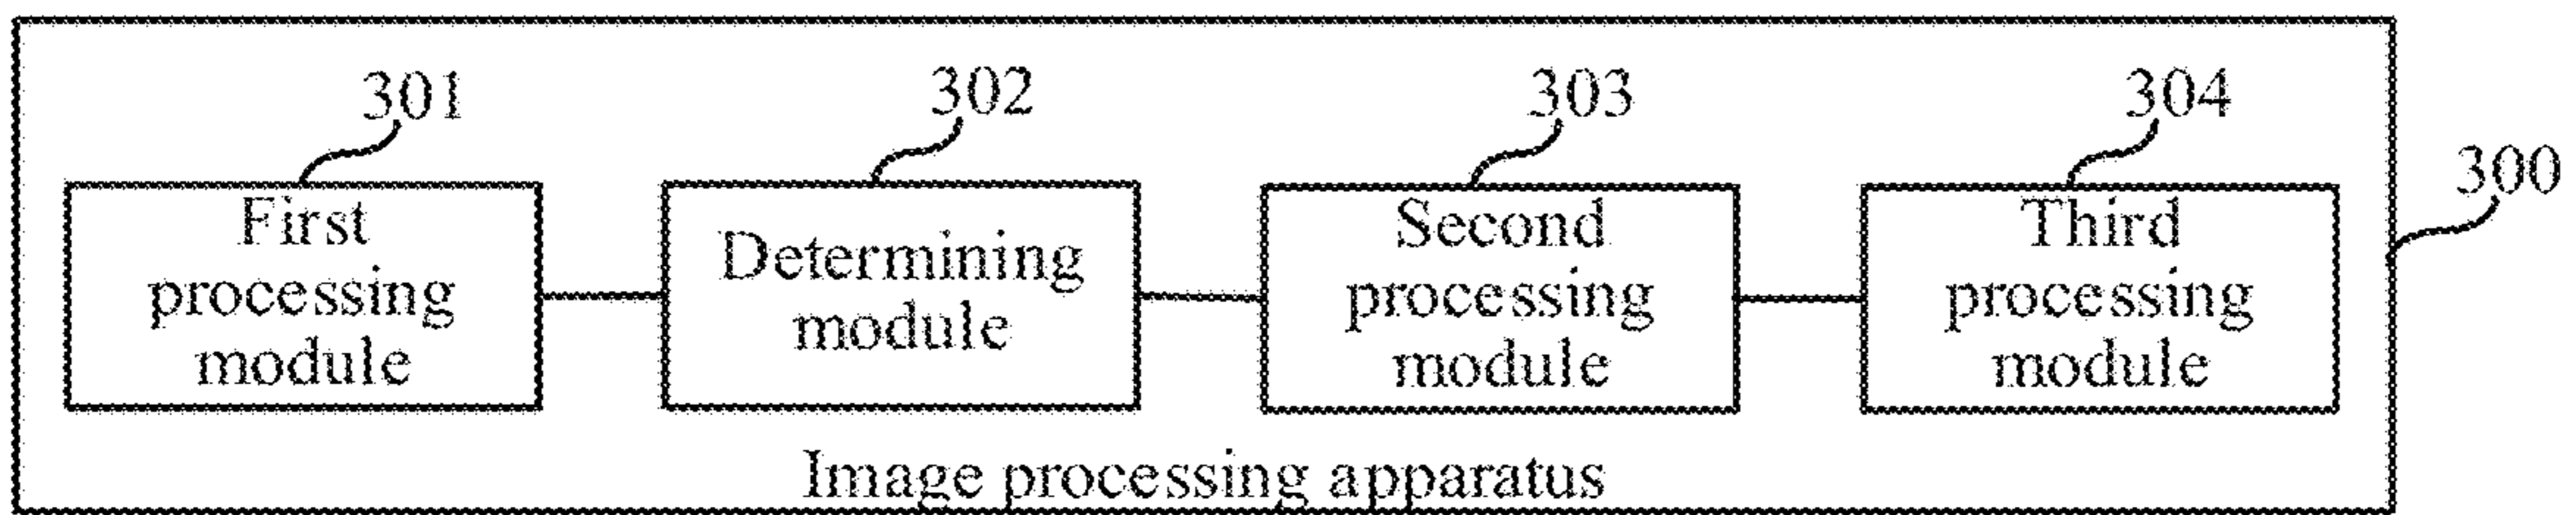 301
302
303
304
300
First
processing
module
Determining
module
Second
processing
module
Third
processing
module
Image processing apparatus